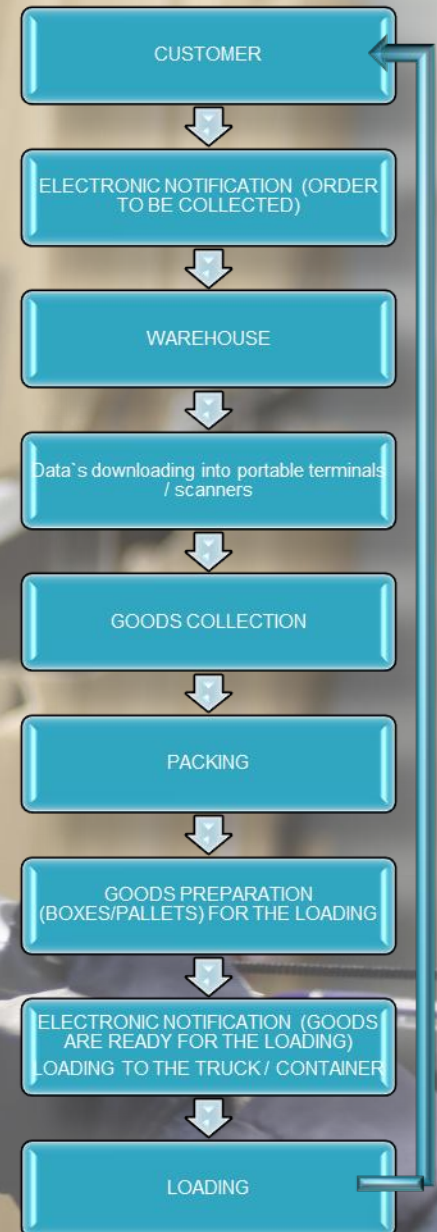 CUSTOMER
ELECTRONIC NOTIFICATION (ORDER
TO BE COLLECTED)
WAREHOUSE
Data`s downloading into portable terminals
/ scanners
GOODS COLLECTION
PACKING
GOODS PREPARATION
(BOXES/PALLETS) FOR THE LOADING
ELECTRONIC NOTIFICATION (GOODS
ARE READY FOR THE LOADING)
LOADING TO THE TRUCK / CONTAINER
LOADING